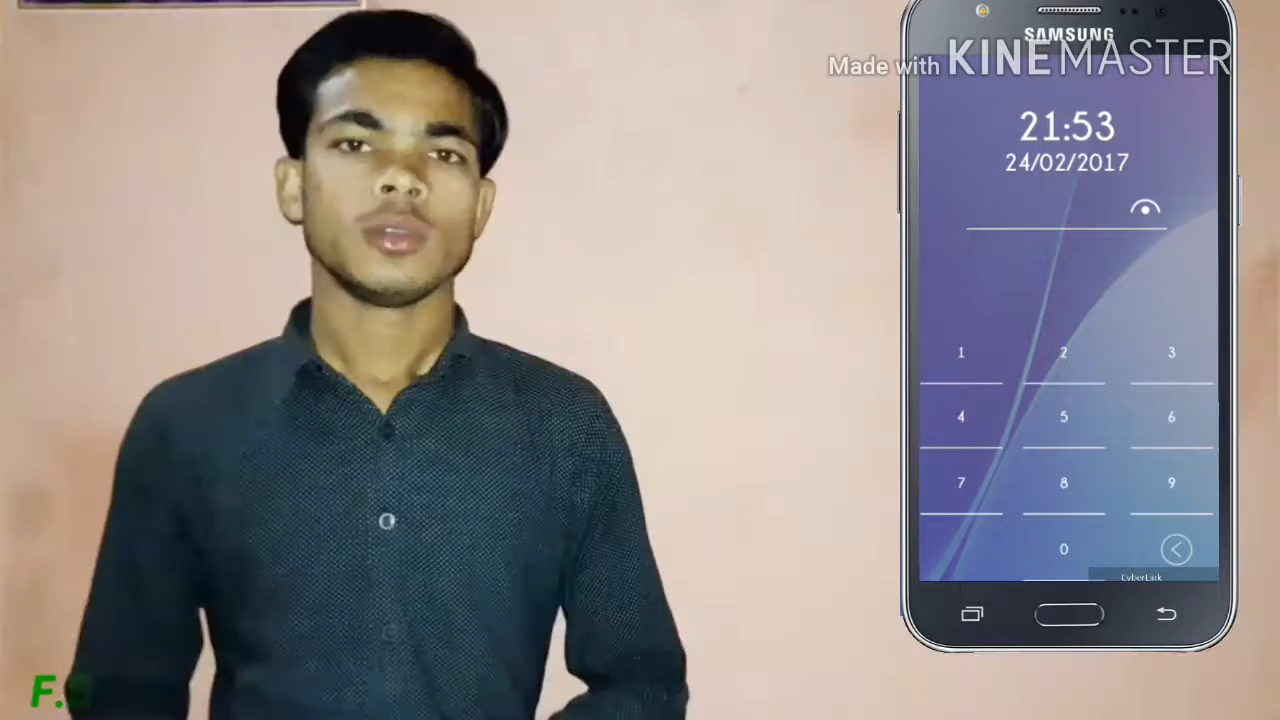 SAMSUNG
Made with KINEMASTER
21:53
24/02/2017
1 2 3
4 5 6
7 8 9
0
CyberLink
F.S